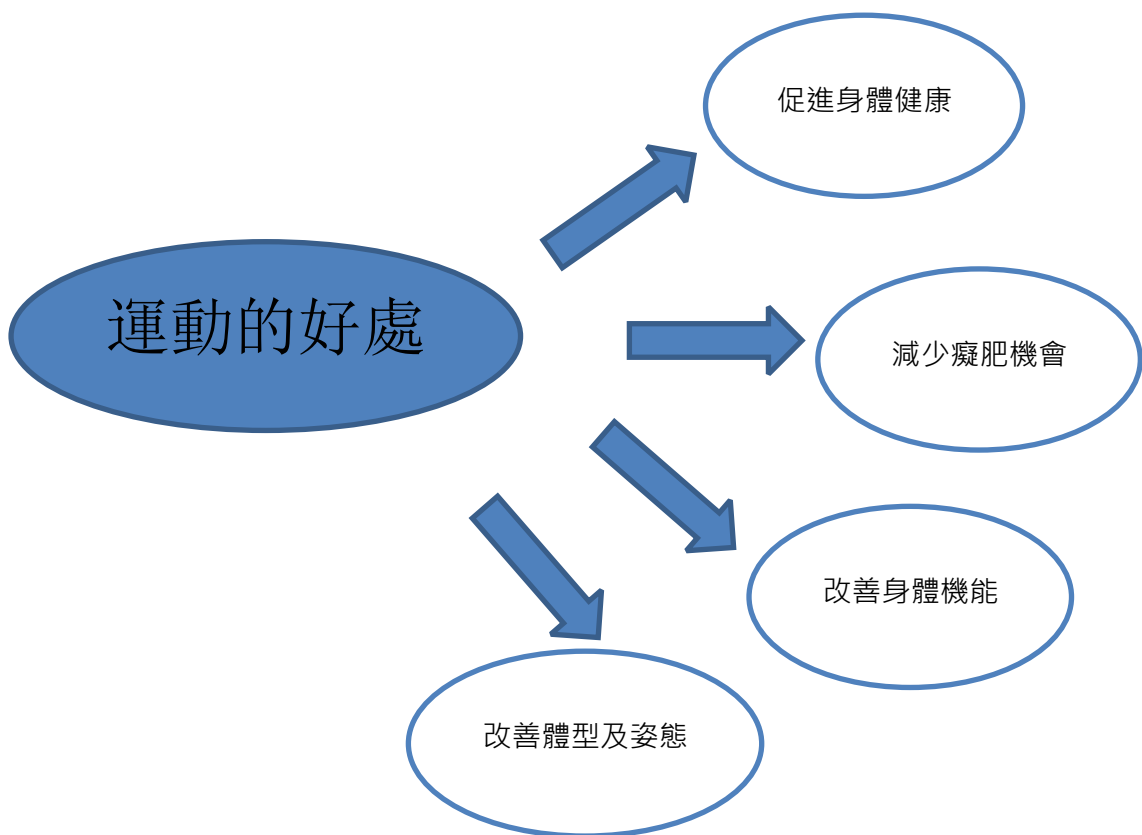 促進身體健康
運動的好處
減少癡肥機會
改善身體機能
改善體型及姿態